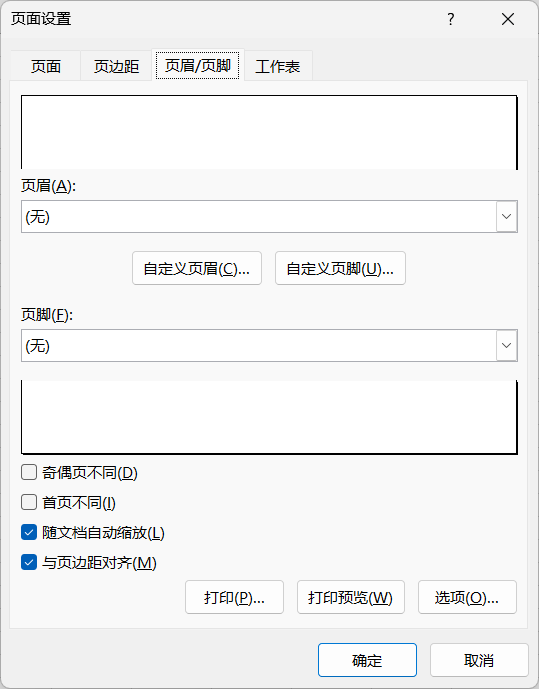 页面设置
?
页面 页边距 页眉/页脚 工作表
页眉(A):
(无)
自定义页眉(C)... 自定义页脚(U)...
页脚(F):
(无)
奇偶页不同(D)
首页不同(I)
随文档自动缩放(L)
与页边距对齐(M)
打印(P)... 打印预览(W) 选项(O)...
确定 取消